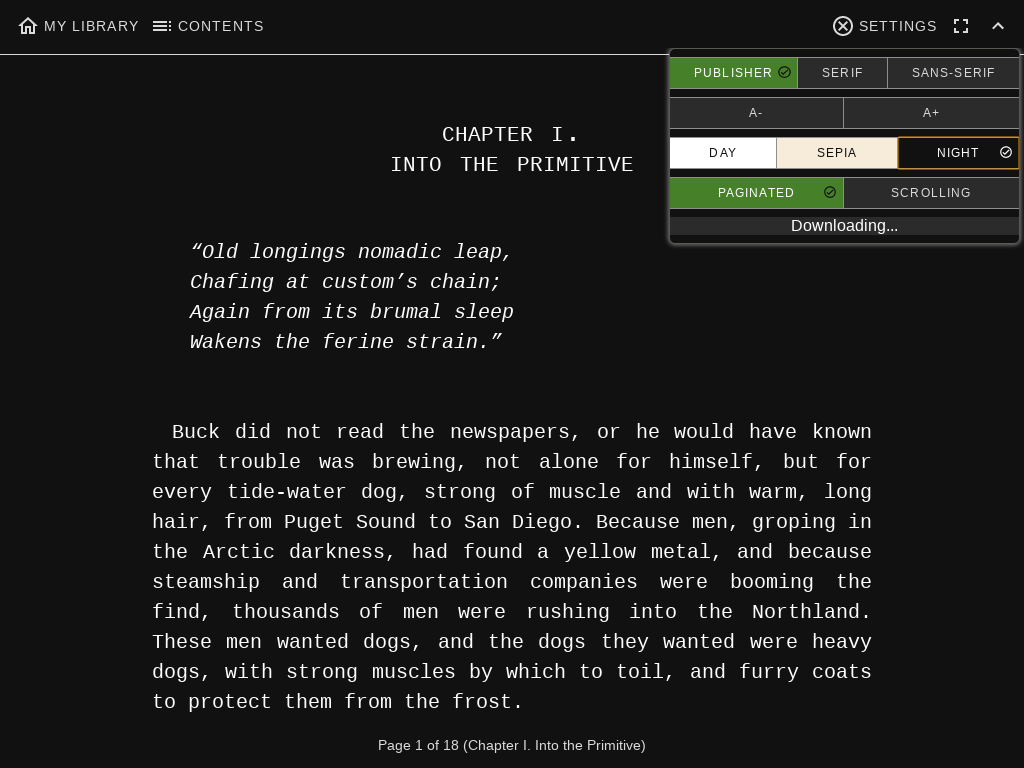 MY LIBRARY CONTENTS SETTINGS
PUBLISHER SERIF SANS-SERIF
A- A+
DAY SEPIA NIGHT
PAGINATED SCROLLING
Downloading...
CHAPTER I.
INTO THE PRIMITIVE
“Old longings nomadic leap,
Chafing at custom’s chain;
Again from its brumal sleep
Wakens the ferine strain.”
Buck did not read the newspapers, or he would have known
that trouble was brewing, not alone for himself, but for
every tide-water dog, strong of muscle and with warm, long
hair, from Puget Sound to San Diego. Because men, groping in
the Arctic darkness, had found a yellow metal, and because
steamship and transportation companies were booming the
find, thousands of men were rushing into the Northland.
These men wanted dogs, and the dogs they wanted were heavy
dogs, with strong muscles by which to toil, and furry coats
to protect them from the frost.
Page 1 of 18 (Chapter I. Into the Primitive)